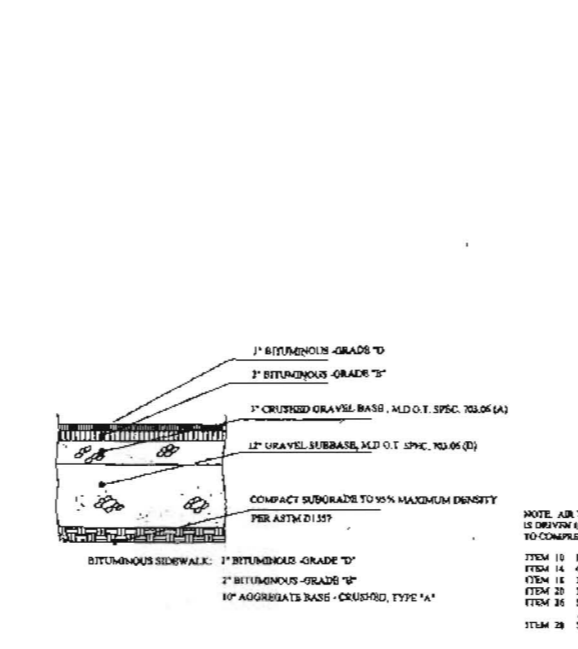 1" BITUMINOUS -GRADE "D
2" BITUMINOUS -GRADE "B"
3" CRUSHED GRAVEL BASE , M.D O.T. SPEC. 703.06 (A)
12" GRAVEL SUBBASE, M.D O.T SPEC. 703.06 (D)
COMPACT SUBGRADE TO 95% MAXIMUM DENSITY
PER ASTM D1557
BITUMINOUS SIDEWALK: 1" BITUMINOUS -GRADE "D"
2" BITUMINOUS -GRADE "B"
10" AGGREGATE BASE - CRUSHED, TYPE "A"
NOTE. AIR
IS DRIVEN
TO COMPRE
ITEM 10
ITEM 14
ITEM 16
ITEM 20
ITEM 26
ITEM 28